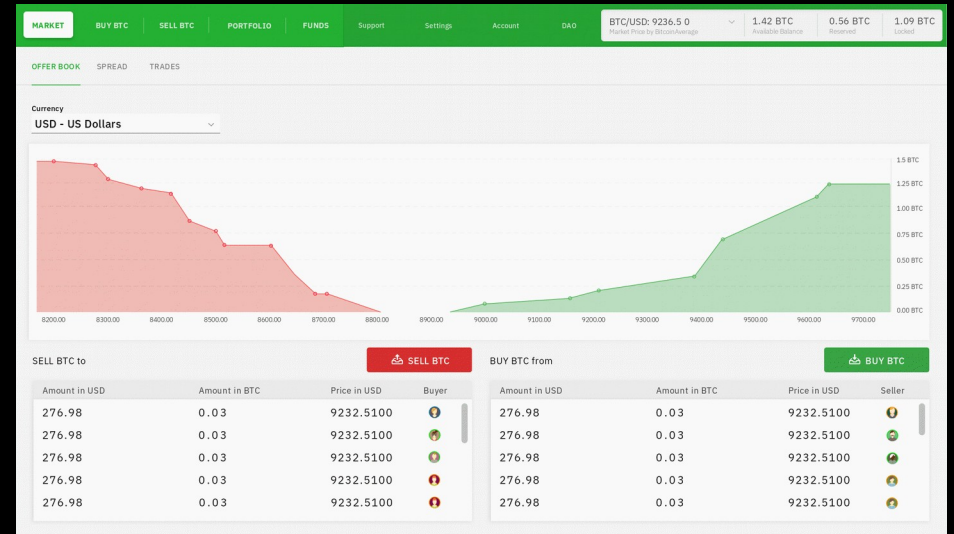 MARKET BUY BTC SELL BTC PORTFOLIO FUNDS Support Settings Account DAO BTC/USD: 9236.5 0 1.42 BTC 0.56 BTC 1.09 BTC
Market Price by BitcoinAverage Available Balance Reserved Locked
OFFER BOOK SPREAD TRADES
Currency
USD - US Dollars
1.5 BTC
1.25 BTC
1.00 BTC
0.75 BTC
0.50 BTC
0.25 BTC
0.00 BTC
8200.00 8300.00 8400.00 8500.00 8600.00 8700.00 8800.00 8900.00 9000.00 9100.00 9200.00 9300.00 9400.00 9500.00 9600.00 9700.00
SELL BTC to SELL BTC BUY BTC from BUY BTC
Amount in USD Amount in BTC Price in USD Buyer Amount in USD Amount in BTC Price in USD Seller
276.98 0.03 9232.5100 276.98 0.03 9232.5100
276.98 0.03 9232.5100 276.98 0.03 9232.5100
276.98 0.03 9232.5100 276.98 0.03 9232.5100
276.98 0.03 9232.5100 276.98 0.03 9232.5100
276.98 0.03 9232.5100 276.98 0.03 9232.5100